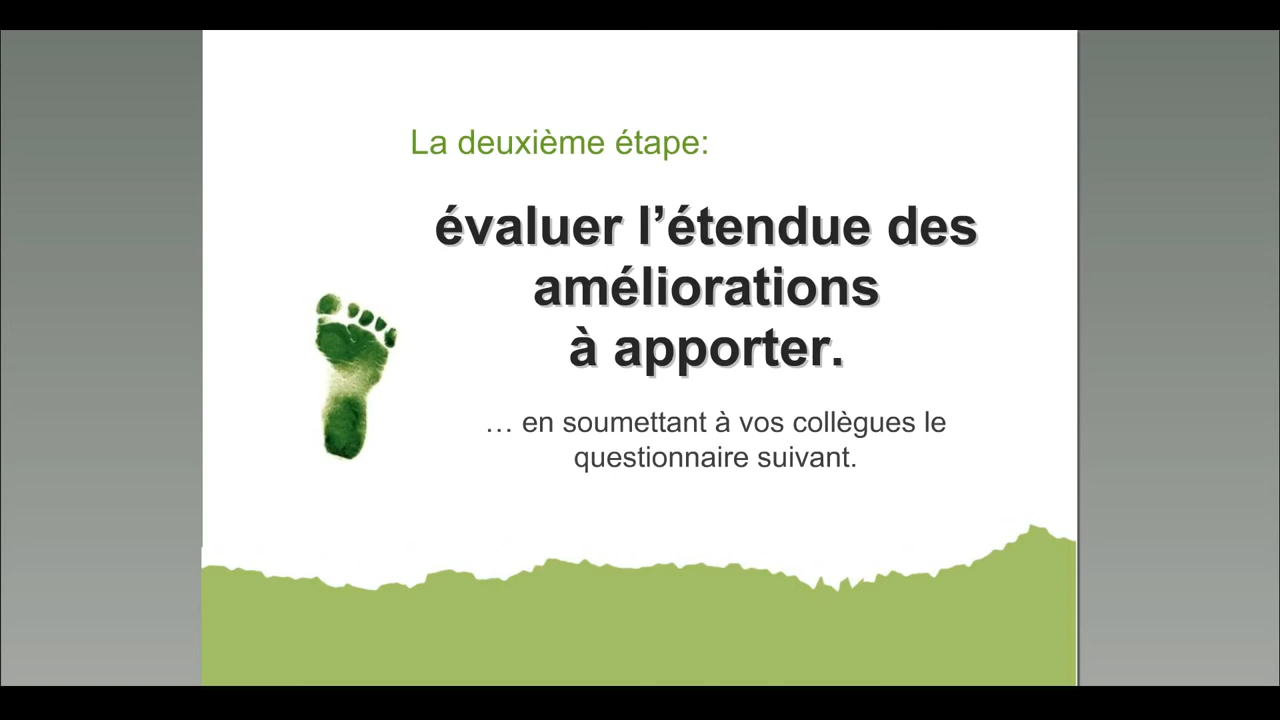 La deuxième étape:
évaluer l’étendue des
améliorations
à apporter.
… en soumettant à vos collègues le
questionnaire suivant.